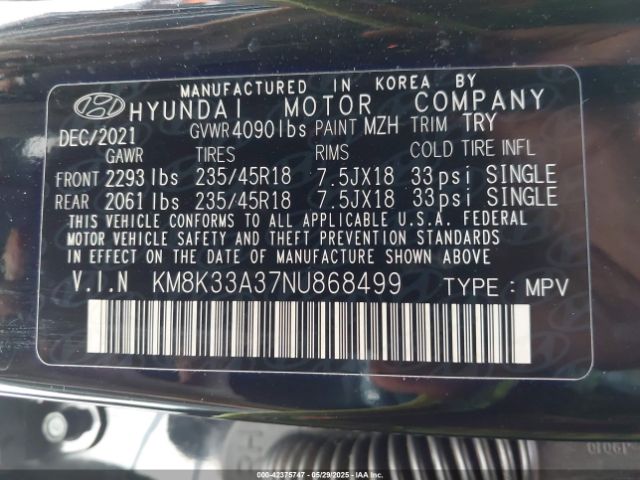 MANUFACTURED IN KOREA BY
HYUNDAI MOTOR COMPANY
DEC/2021 GVWR 4090lbs PAINT MZH TRIM TRY
GAWR TIRES RIMS COLD TIRE INFL
FRONT 2293 lbs 235/45R18 7.5JX18 33psi SINGLE
REAR 2061 lbs 235/45R18 7.5JX18 33psi SINGLE
THIS VEHICLE CONFORMS TO ALL APPLICABLE U.S.A. FEDERAL
MOTOR VEHICLE SAFETY BUMPER, AND THEFT PREVENTION STANDARDS
IN EFFECT ON THE DATE OF MANUFACTURE SHOWN ABOVE.
V.I.N KM8K33A37NU868499 TYPE : MPV
RH
000-42375747 - 05/29/2025 - IAA Inc.